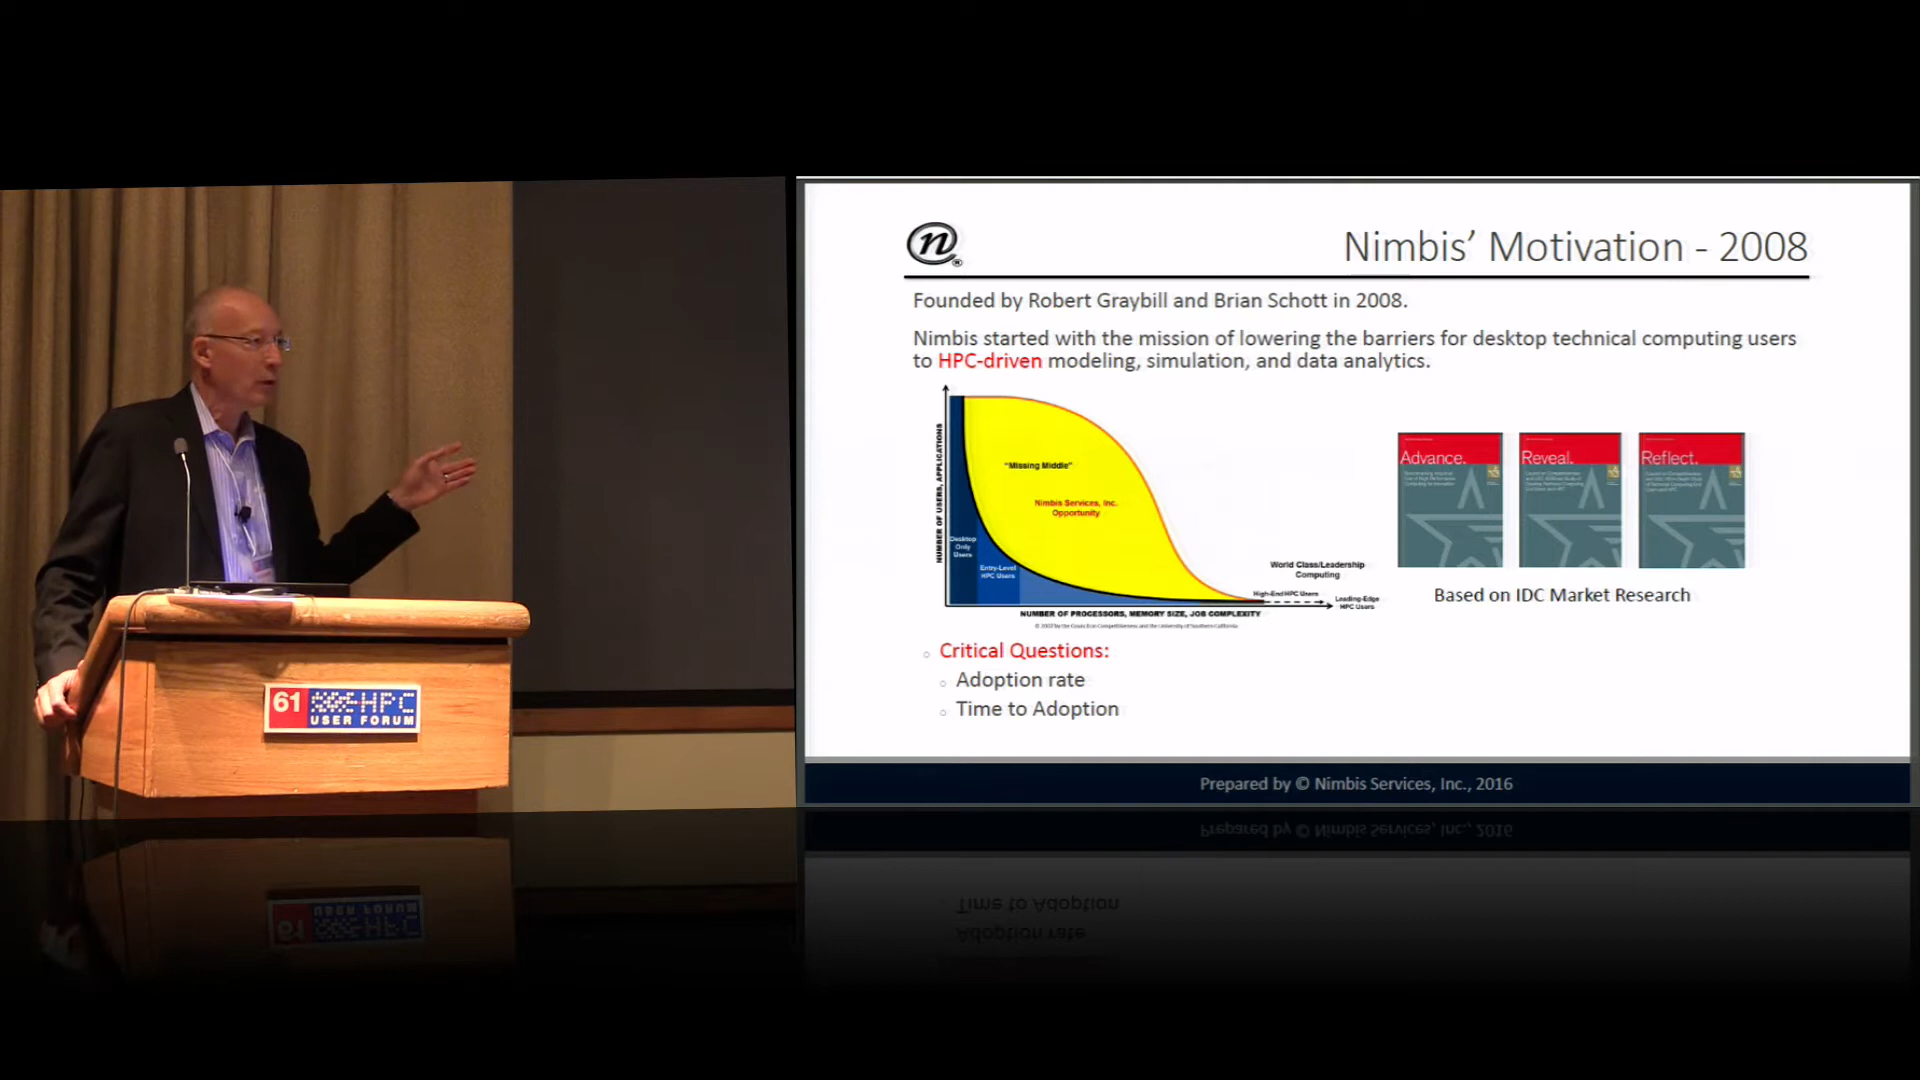 n
®
Nimbis’ Motivation - 2008
Founded by Robert Graybill and Brian Schott in 2008.
Nimbis started with the mission of lowering the barriers for desktop technical computing users
to HPC-driven modeling, simulation, and data analytics.
NUMBER OF USERS, APPLICATIONS
“Missing Middle”
Nimbis Services, Inc.
Opportunity
Desktop
Only
Users
Entry-Level
HPC Users
World Class/Leadership
Computing
High-End HPC Users
Leading-Edge
HPC Users
NUMBER OF PROCESSORS, MEMORY SIZE, JOB COMPLEXITY
Advance.
Reveal.
Reflect.
Based on IDC Market Research
Critical Questions:
Adoption rate
Time to Adoption
Prepared by © Nimbis Services, Inc., 2016
61 HPC
USER FORUM